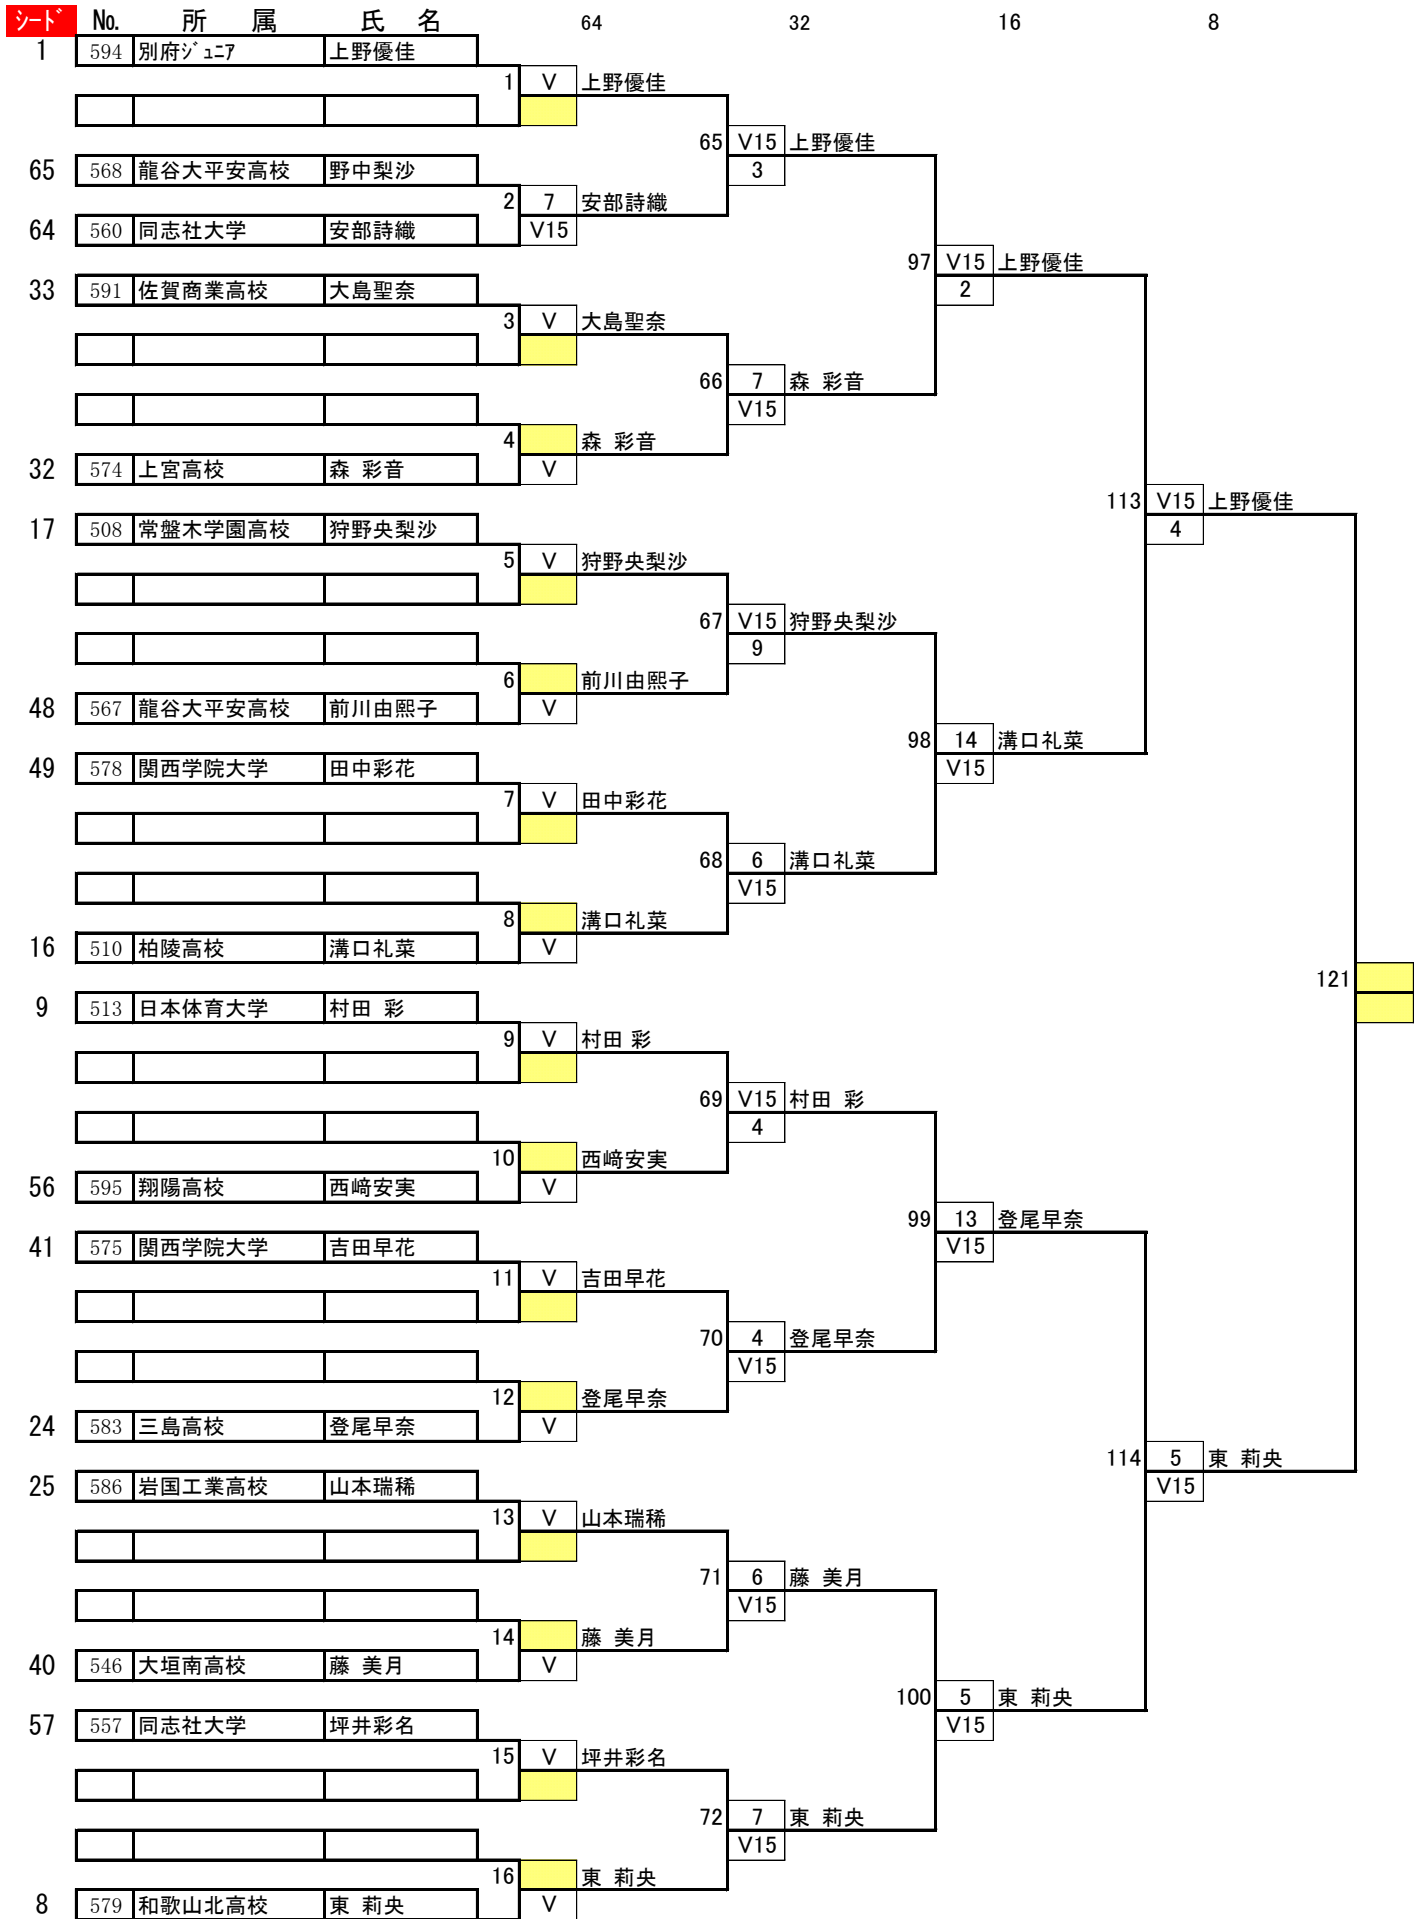 ｼｰﾄﾞ No. 所 属 氏 名 64 32 16 8
1 594 別府ｼﾞｭﾆｱ 上野優佳
1 V 上野優佳
65 V15 上野優佳
3
65 568 龍谷大平安高校 野中梨沙
2 7 安部詩織
64 560 同志社大学 安部詩織 V15
97 V15 上野優佳
2
33 591 佐賀商業高校 大島聖奈
3 V 大島聖奈
66 7 森 彩音
V15
4 森 彩音
32 574 上宮高校 森 彩音 V
113 V15 上野優佳
4
17 508 常盤木学園高校 狩野央梨沙
5 V 狩野央梨沙
67 V15 狩野央梨沙
9
6 前川由熙子
48 567 龍谷大平安高校 前川由熙子 V
98 14 溝口礼菜
V15
49 578 関西学院大学 田中彩花
7 V 田中彩花
68 6 溝口礼菜
V15
8 溝口礼菜
16 510 柏陵高校 溝口礼菜 V
121
9 513 日本体育大学 村田 彩
9 V 村田 彩
69 V15 村田 彩
4
10 西﨑安実
56 595 翔陽高校 西﨑安実 V
99 13 登尾早奈
V15
41 575 関西学院大学 吉田早花
11 V 吉田早花
70 4 登尾早奈
V15
12 登尾早奈
24 583 三島高校 登尾早奈 V
114 5 東 莉央
V15
25 586 岩国工業高校 山本瑞稀
13 V 山本瑞稀
71 6 藤 美月
V15
14 藤 美月
40 546 大垣南高校 藤 美月 V
100 5 東 莉央
V15
57 557 同志社大学 坪井彩名
15 V 坪井彩名
72 7 東 莉央
V15
16 東 莉央
8 579 和歌山北高校 東 莉央 V